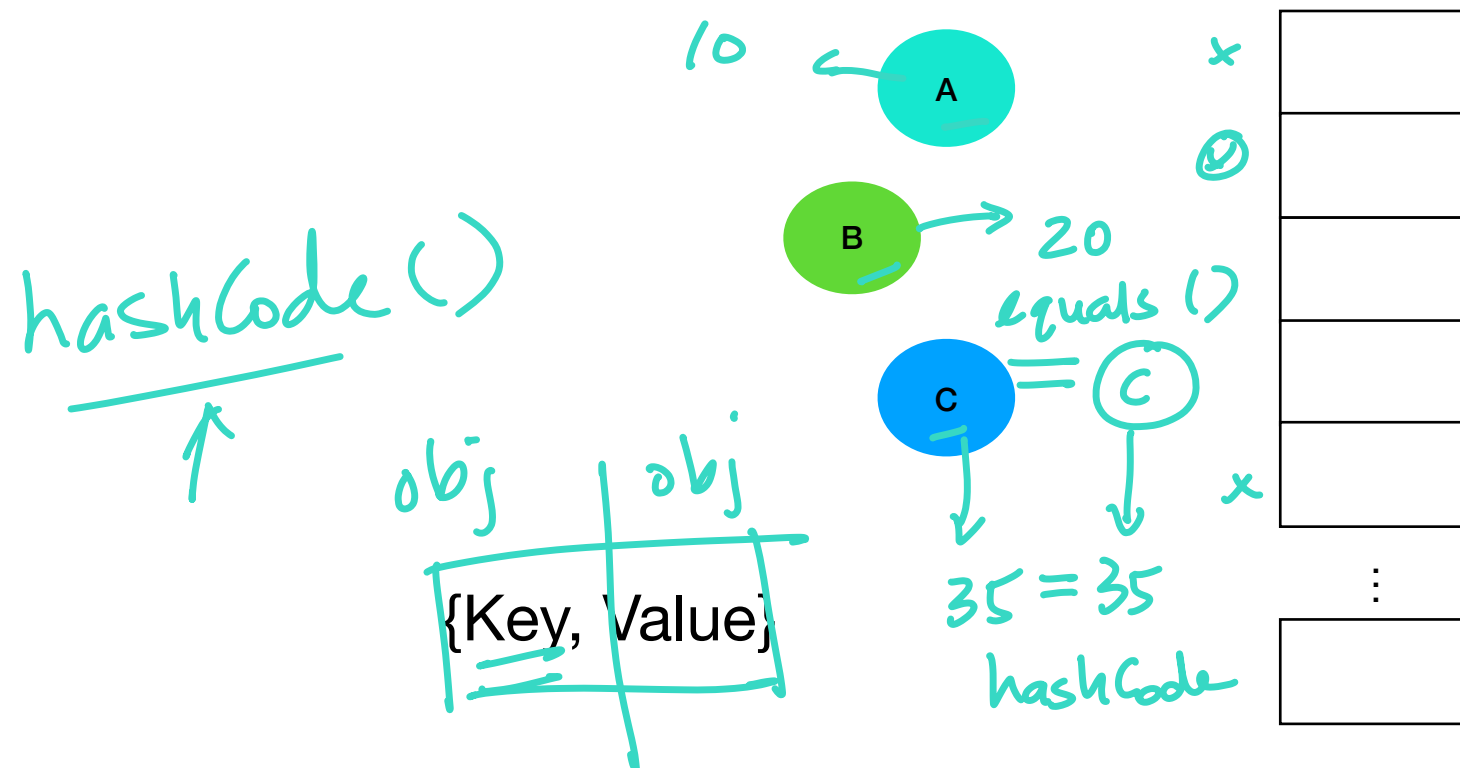 10
A
x
B
20
hashCode()
equals()
C = C
obj | obj
x
{Key, Value}
35 = 35
⋮
hashCode